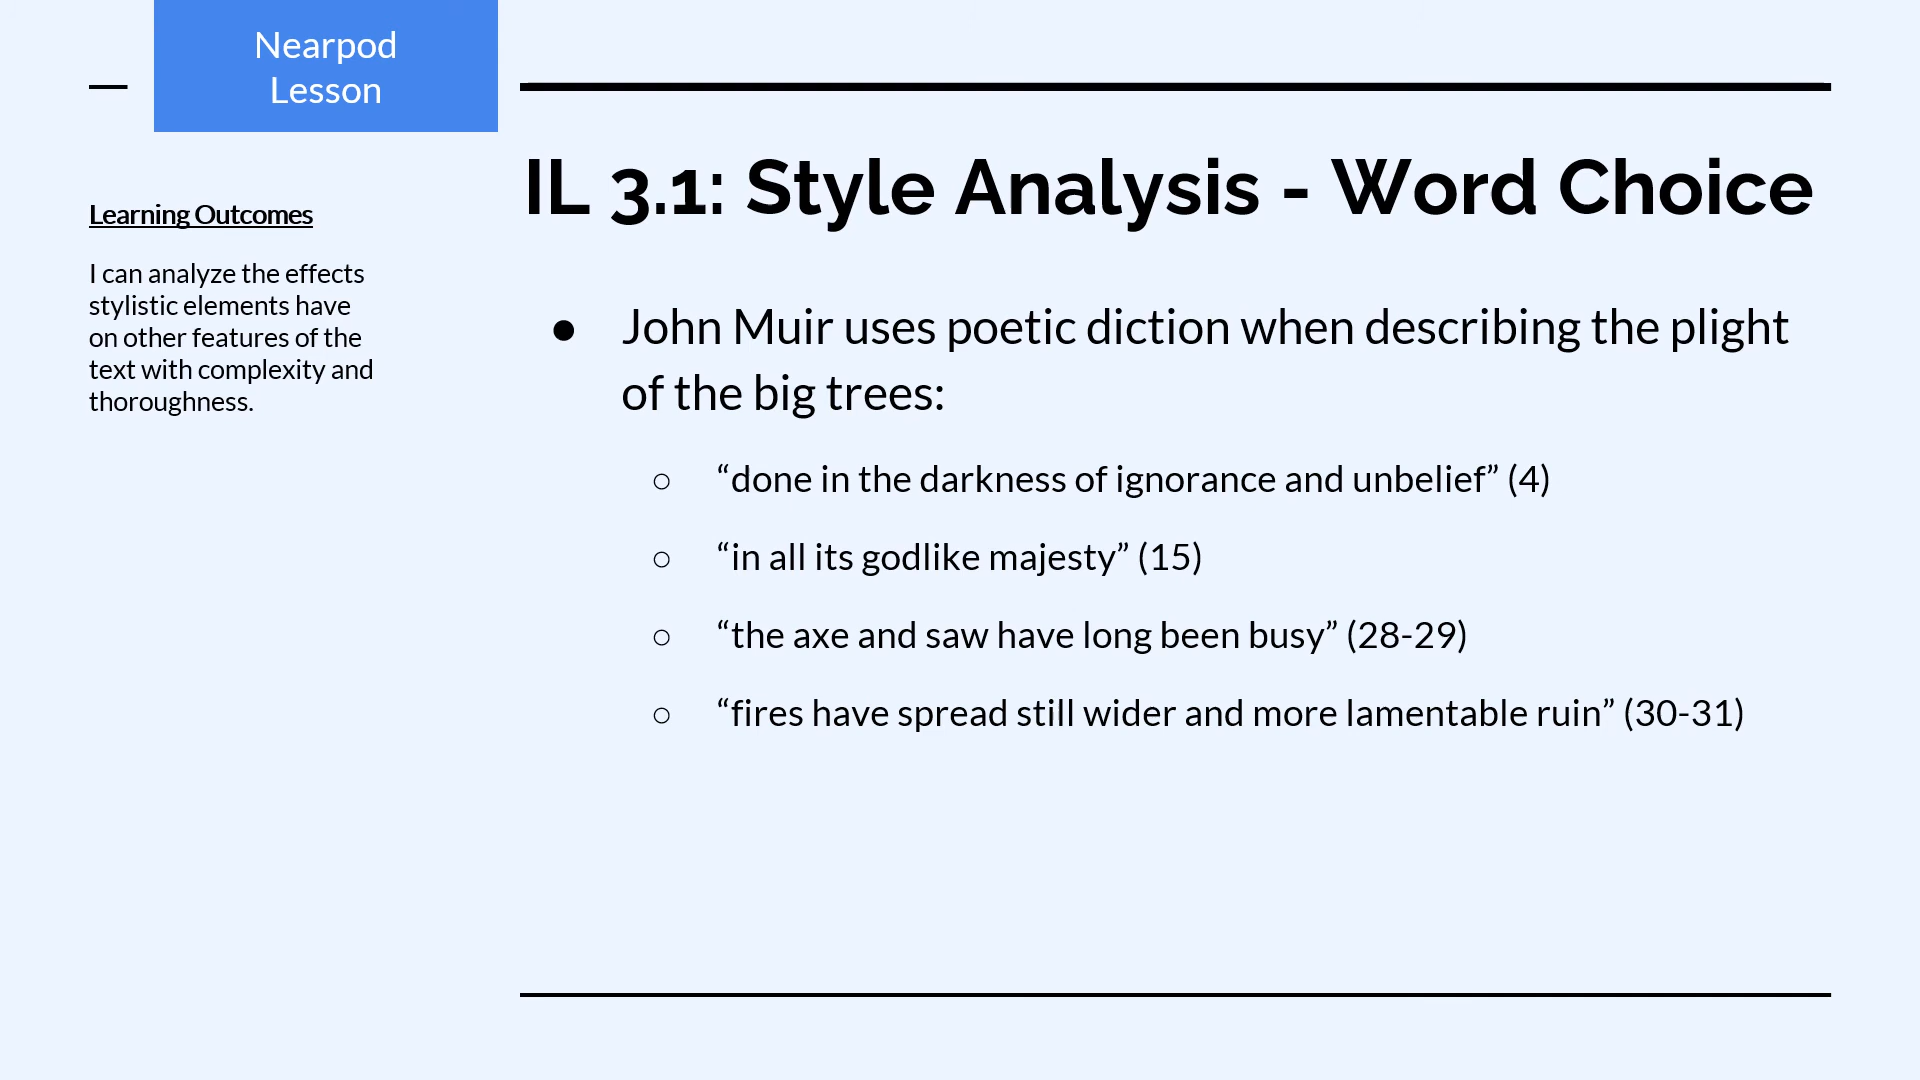 Nearpod
Lesson
IL 3.1: Style Analysis - Word Choice
Learning Outcomes
I can analyze the effects
stylistic elements have
on other features of the
text with complexity and
thoroughness.
● John Muir uses poetic diction when describing the plight
of the big trees:
○ “done in the darkness of ignorance and unbelief” (4)
○ “in all its godlike majesty” (15)
○ “the axe and saw have long been busy” (28-29)
○ “fires have spread still wider and more lamentable ruin” (30-31)